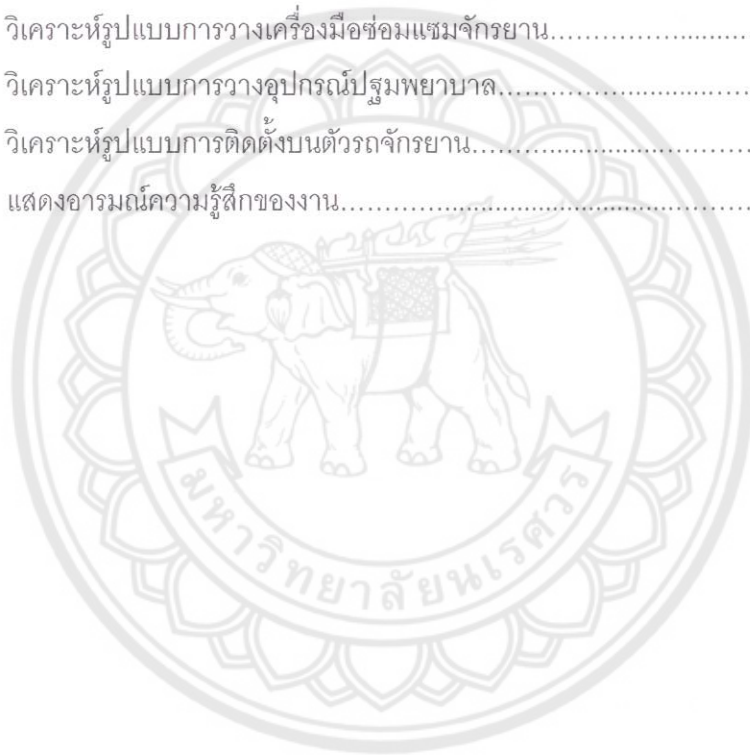 วิเคราะห์รูปแบบการวางเครื่องมือซ่อมแซมจักรยาน……………..........…
วิเคราะห์รูปแบบการวางอุปกรณ์ปฐมพยาบาล……………...........……
วิเคราะห์รูปแบบการติดตั้งบนตัวรถจักรยาน………..................………
แสดงอารมณ์ความรู้สึกของงาน…………....................................………
มหาวิทยาลัยนเรศวร